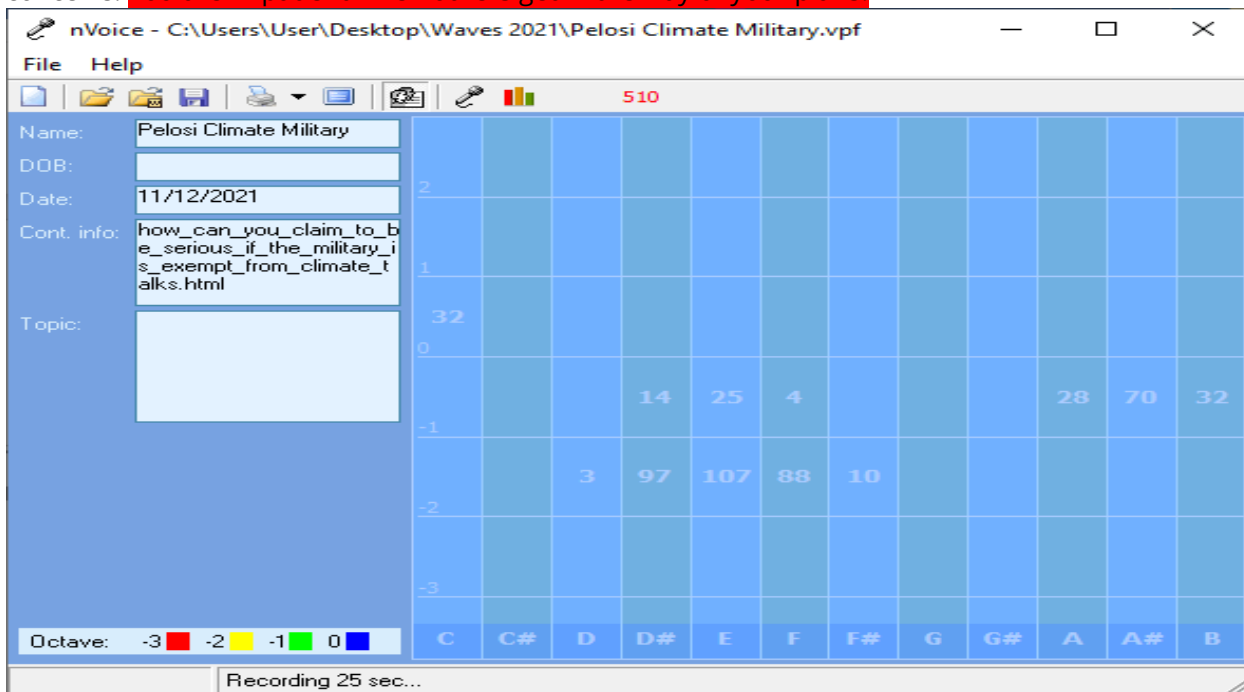 nVoice - C:\Users\User\Desktop\Waves 2021\Pelosi Climate Military.vpf
File Help
510
Name: Pelosi Climate Military
DOB:
Date: 11/12/2021
Cont. info: how_can_you_claim_to_b
e_serious_if_the_military_i
s_exempt_from_climate_t
alks.html
Topic:
2
1
32
0
14 25 4 28 70 32
-1
3 97 107 88 10
-2
-3
Octave: -3 -2 -1 0 C C# D D# E F F# G G# A A# B
Recording 25 sec...